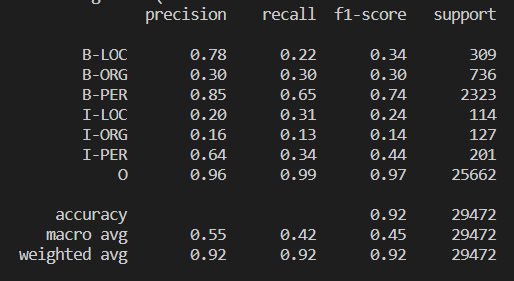 precision recall f1-score support
B-LOC 0.78 0.22 0.34 309
B-ORG 0.30 0.30 0.30 736
B-PER 0.85 0.65 0.74 2323
I-LOC 0.20 0.31 0.24 114
I-ORG 0.16 0.13 0.14 127
I-PER 0.64 0.34 0.44 201
O 0.96 0.99 0.97 25662
accuracy 0.92 29472
macro avg 0.55 0.42 0.45 29472
weighted avg 0.92 0.92 0.92 29472